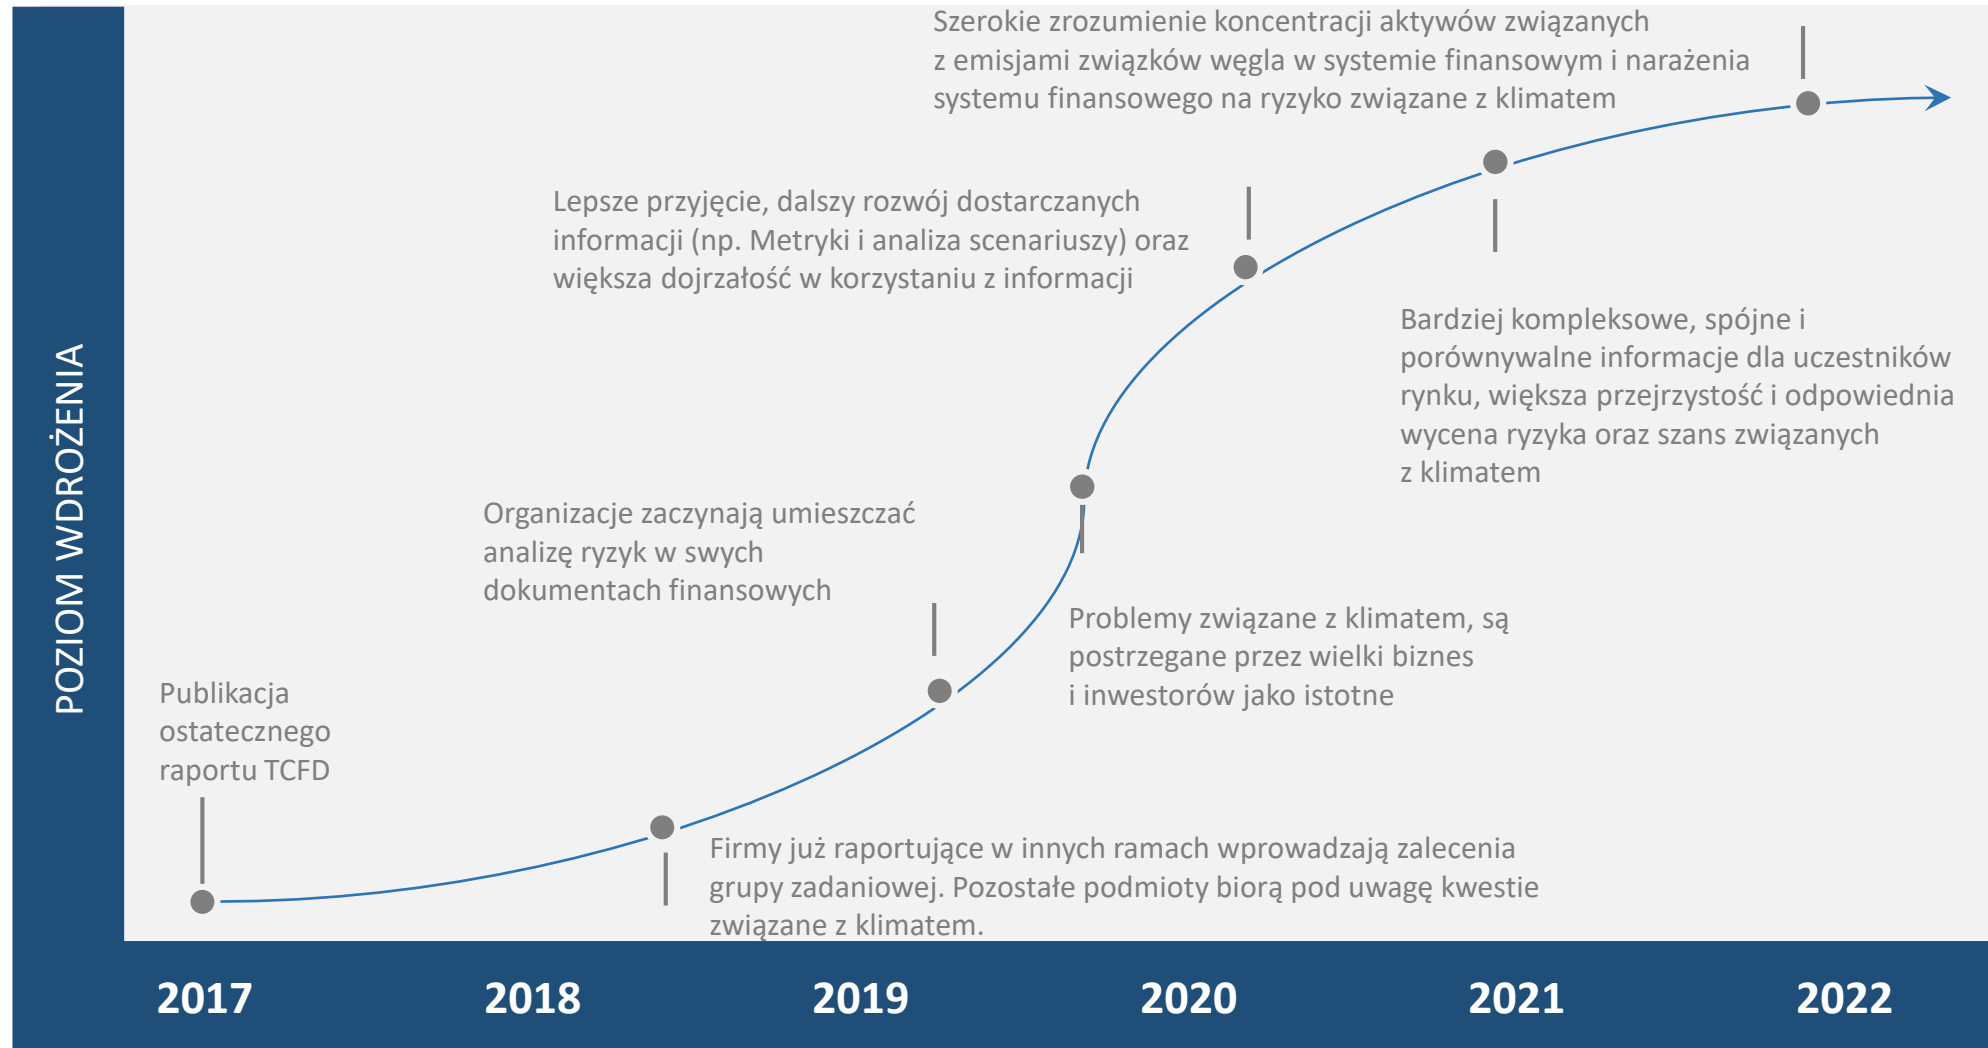 Szerokie zrozumienie koncentracji aktywów związanych
z emisjami związków węgla w systemie finansowym i narażenia
systemu finansowego na ryzyko związane z klimatem
Lepsze przyjęcie, dalszy rozwój dostarczanych
informacji (np. Metryki i analiza scenariuszy) oraz
większa dojrzałość w korzystaniu z informacji
Bardziej kompleksowe, spójne i
porównywalne informacje dla uczestników
rynku, większa przejrzystość i odpowiednia
wycena ryzyka oraz szans związanych
z klimatem
POZIOM WDROŻENIA
Organizacje zaczynają umieszczać
analizę ryzyk w swych
dokumentach finansowych
Problemy związane z klimatem, są
postrzegane przez wielki biznes
i inwestorów jako istotne
Publikacja
ostatecznego
raportu TCFD
Firmy już raportujące w innych ramach wprowadzają zalecenia
grupy zadaniowej. Pozostałe podmioty biorą pod uwagę kwestie
związane z klimatem.
2017 2018 2019 2020 2021 2022